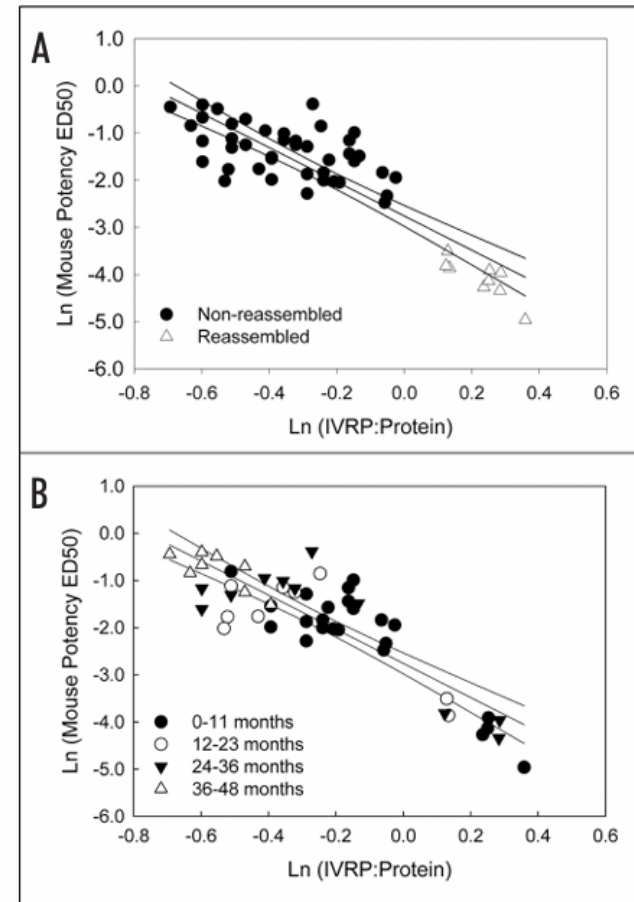 A
Ln (Mouse Potency ED50)
1.0
0.0
-1.0
-2.0
-3.0
-4.0
-5.0
-6.0
Non-reassembled
Reassembled
-0.8 -0.6 -0.4 -0.2 0.0 0.2 0.4 0.6
Ln (IVRP:Protein)
B
Ln (Mouse Potency ED50)
1.0
0.0
-1.0
-2.0
-3.0
-4.0
-5.0
-6.0
0-11 months
12-23 months
24-36 months
36-48 months
-0.8 -0.6 -0.4 -0.2 0.0 0.2 0.4 0.6
Ln (IVRP:Protein)